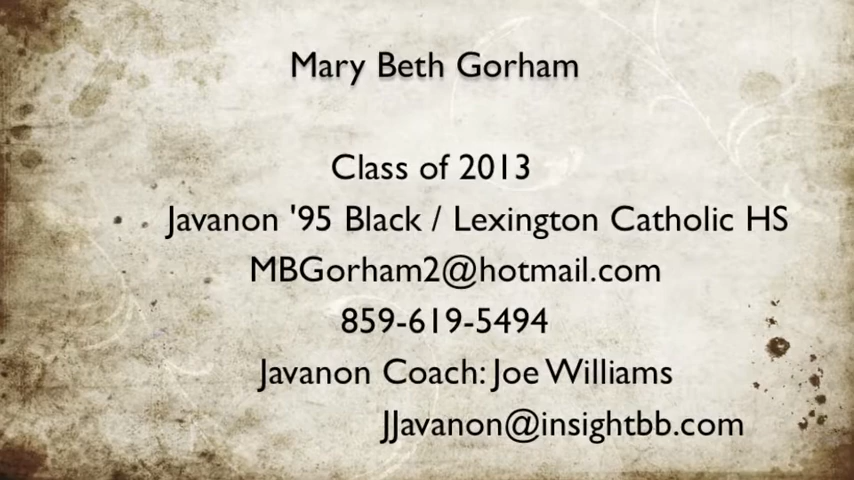 Mary Beth Gorham
Class of 2013
Javanon '95 Black / Lexington Catholic HS
MBGorham2@hotmail.com
859-619-5494
Javanon Coach: Joe Williams
JJavanon@insightbb.com